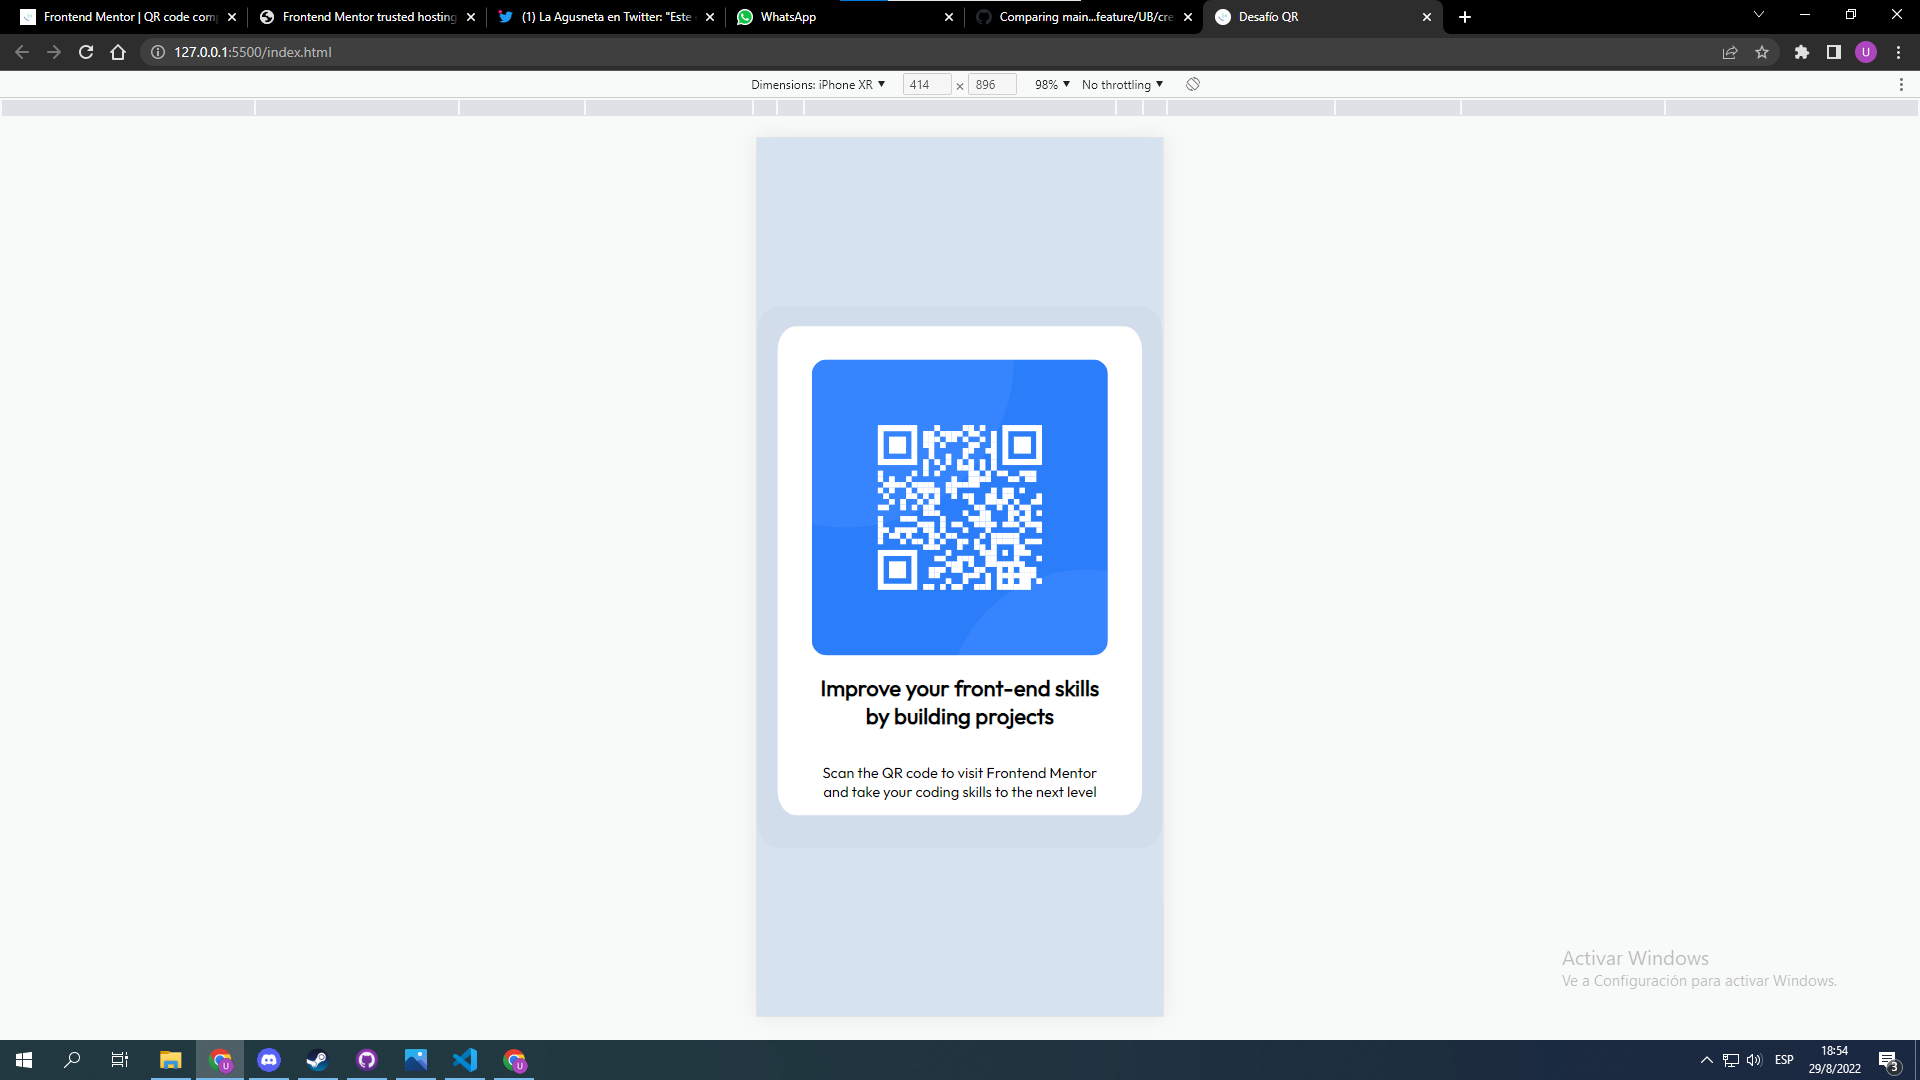 Frontend Mentor | QR code com
Frontend Mentor trusted hosting
(1) La Agusneta en Twitter: "Este
WhatsApp
Comparing main...feature/UB/cre
Desafío QR
127.0.0.1:5500/index.html
U
Dimensions: iPhone XR
414
×
896
98%
No throttling
Improve your front-end skills
by building projects
Scan the QR code to visit Frontend Mentor
and take your coding skills to the next level
Activar Windows
Ve a Configuración para activar Windows.
U
U
ESP
18:54
29/8/2022
3